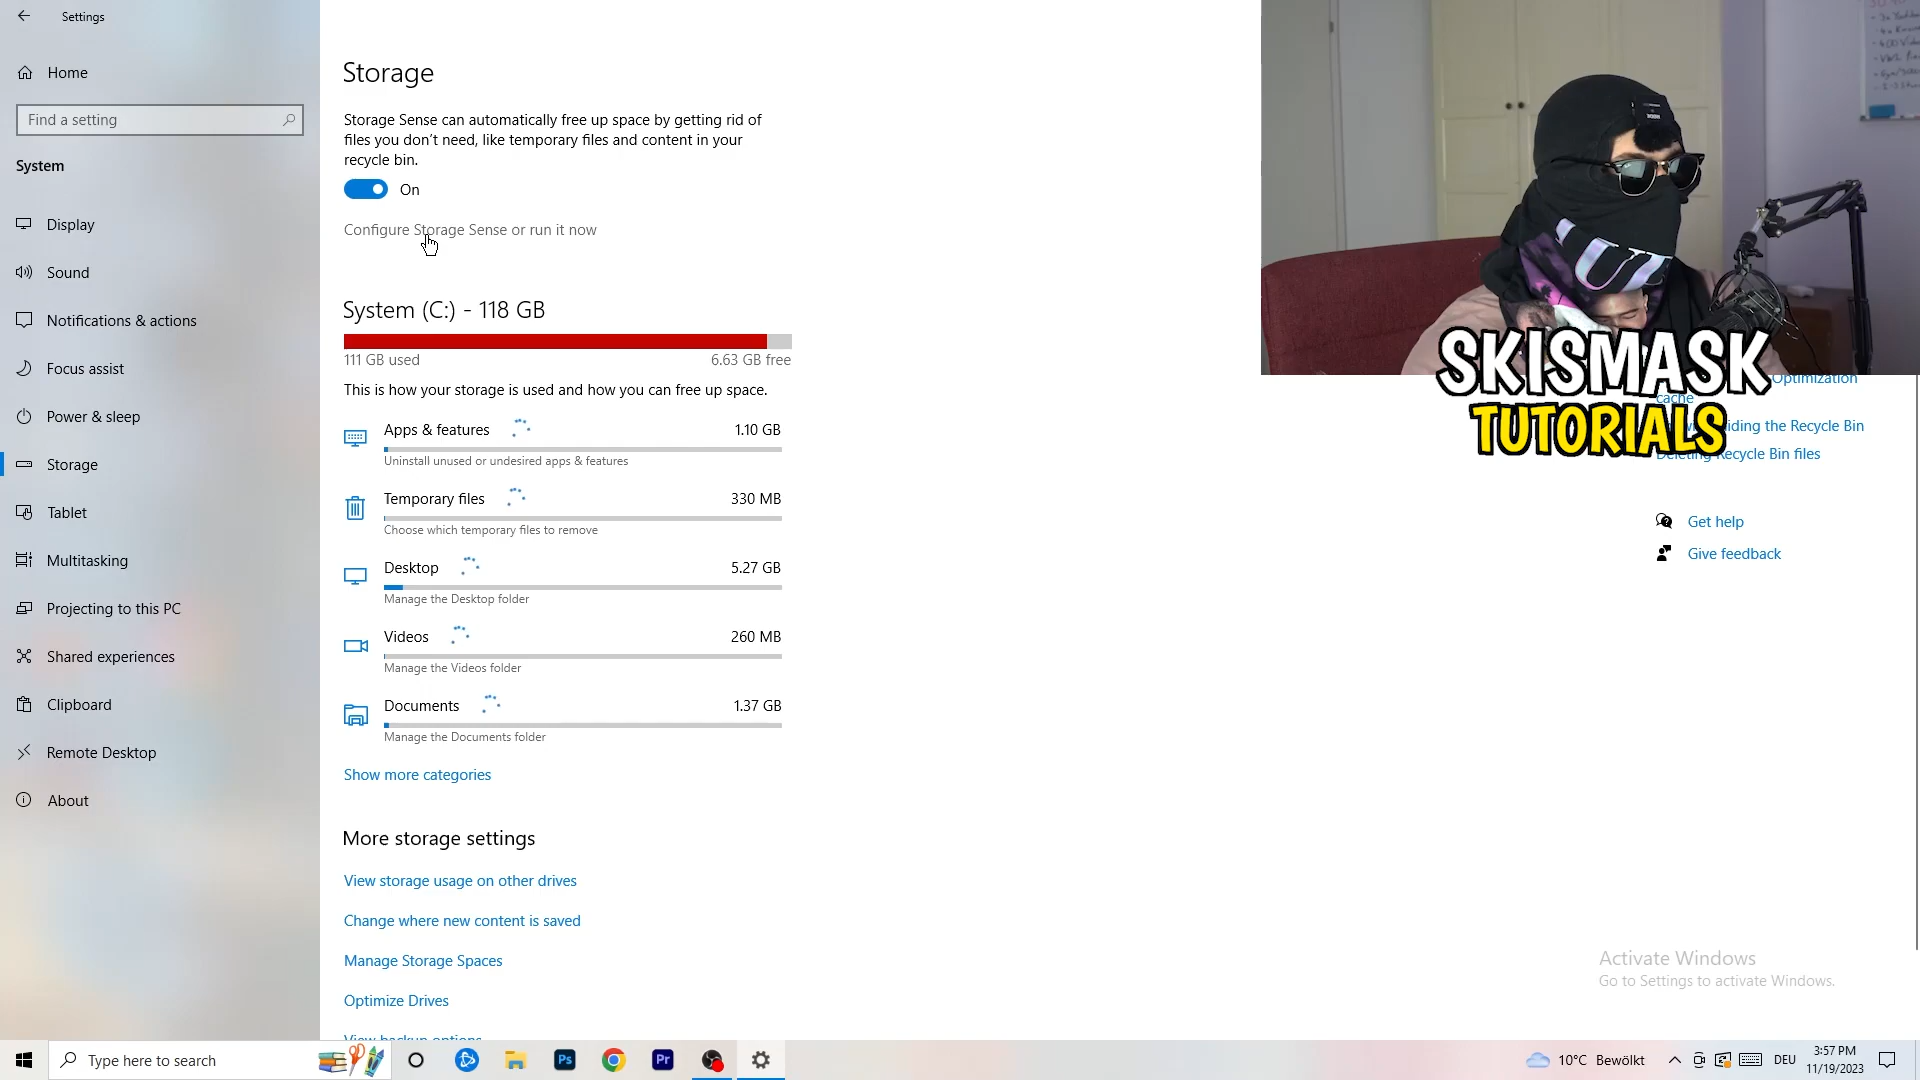 Settings
Home
Find a setting
System
Display
Sound
Notifications & actions
Focus assist
Power & sleep
Storage
Tablet
Multitasking
Projecting to this PC
Shared experiences
Clipboard
Remote Desktop
About
Storage
Storage Sense can automatically free up space by getting rid of
files you don't need, like temporary files and content in your
recycle bin.
On
Configure Storage Sense or run it now
System (C:) - 118 GB
111 GB used
6.63 GB free
This is how your storage is used and how you can free up space.
Apps & features
1.10 GB
Uninstall unused or undesired apps & features
Temporary files
330 MB
Choose which temporary files to remove
Desktop
5.27 GB
Manage the Desktop folder
Videos
260 MB
Manage the Videos folder
Documents
1.37 GB
Manage the Documents folder
Show more categories
More storage settings
View storage usage on other drives
Change where new content is saved
Manage Storage Spaces
Optimize Drives
View backup options
SKISMASK
TUTORIALS
Optimization
cache
the Recycle Bin
Deleting Recycle Bin files
Get help
Give feedback
Activate Windows
Go to Settings to activate Windows.
Type here to search
Ps
Pr
10°C Bewölkt
DEU
3:57 PM
11/19/2023